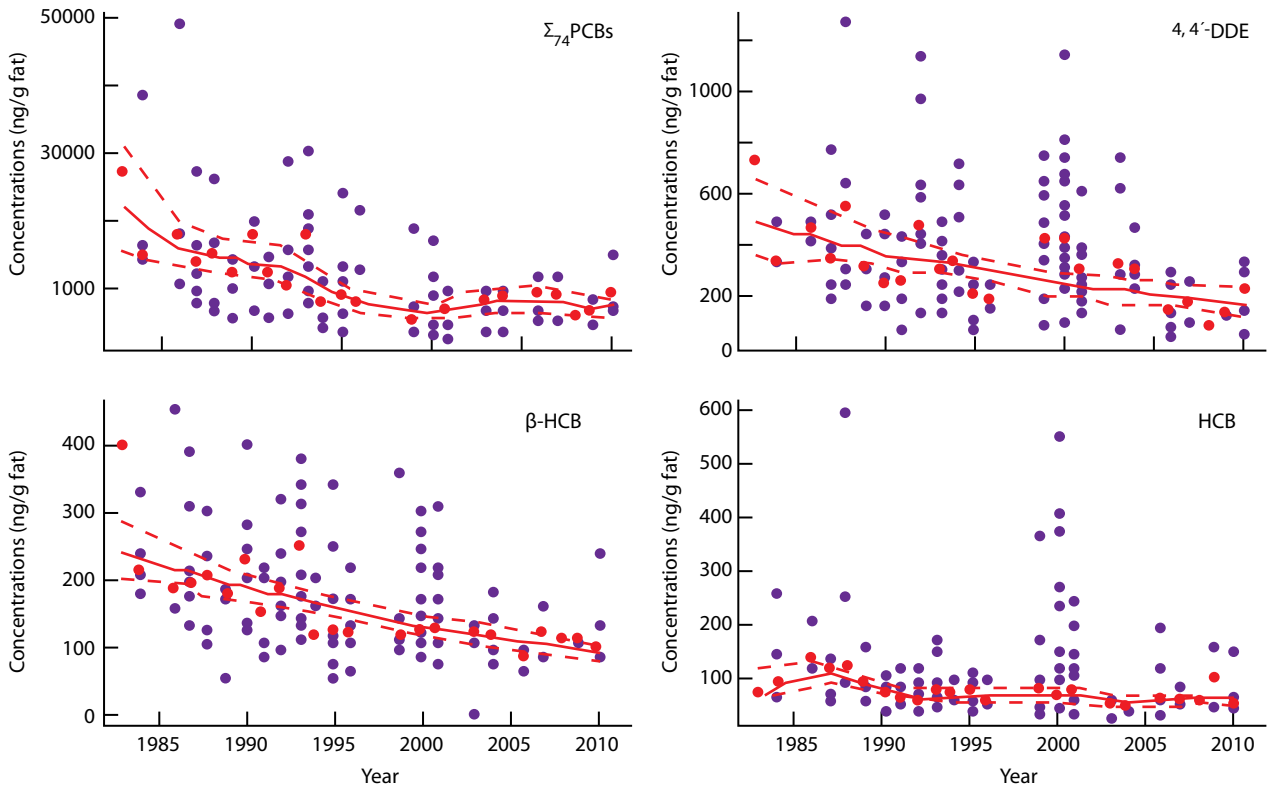 Concentrations (ng/g fat)
50000
30000
1000
Σ74PCBs
Concentrations (ng/g fat)
1000
600
200
0
4,4´-DDE
Concentrations (ng/g fat)
400
300
200
100
0
β-HCB
1985 1990 1995 2000 2005 2010
Year
Concentrations (ng/g fat)
600
500
400
300
200
100
HCB
1985 1990 1995 2000 2005 2010
Year